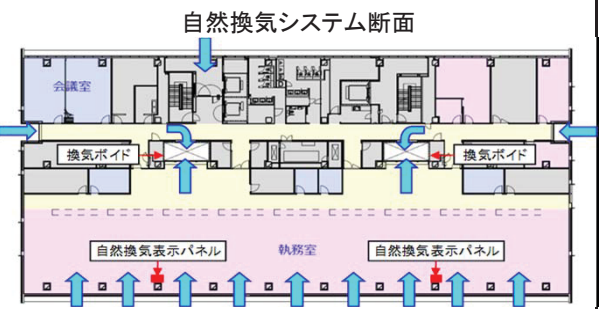 自然換気システム断面
会議室
換気ボイド
換気ボイド
自然換気表示パネル
執務室
自然換気表示パネル